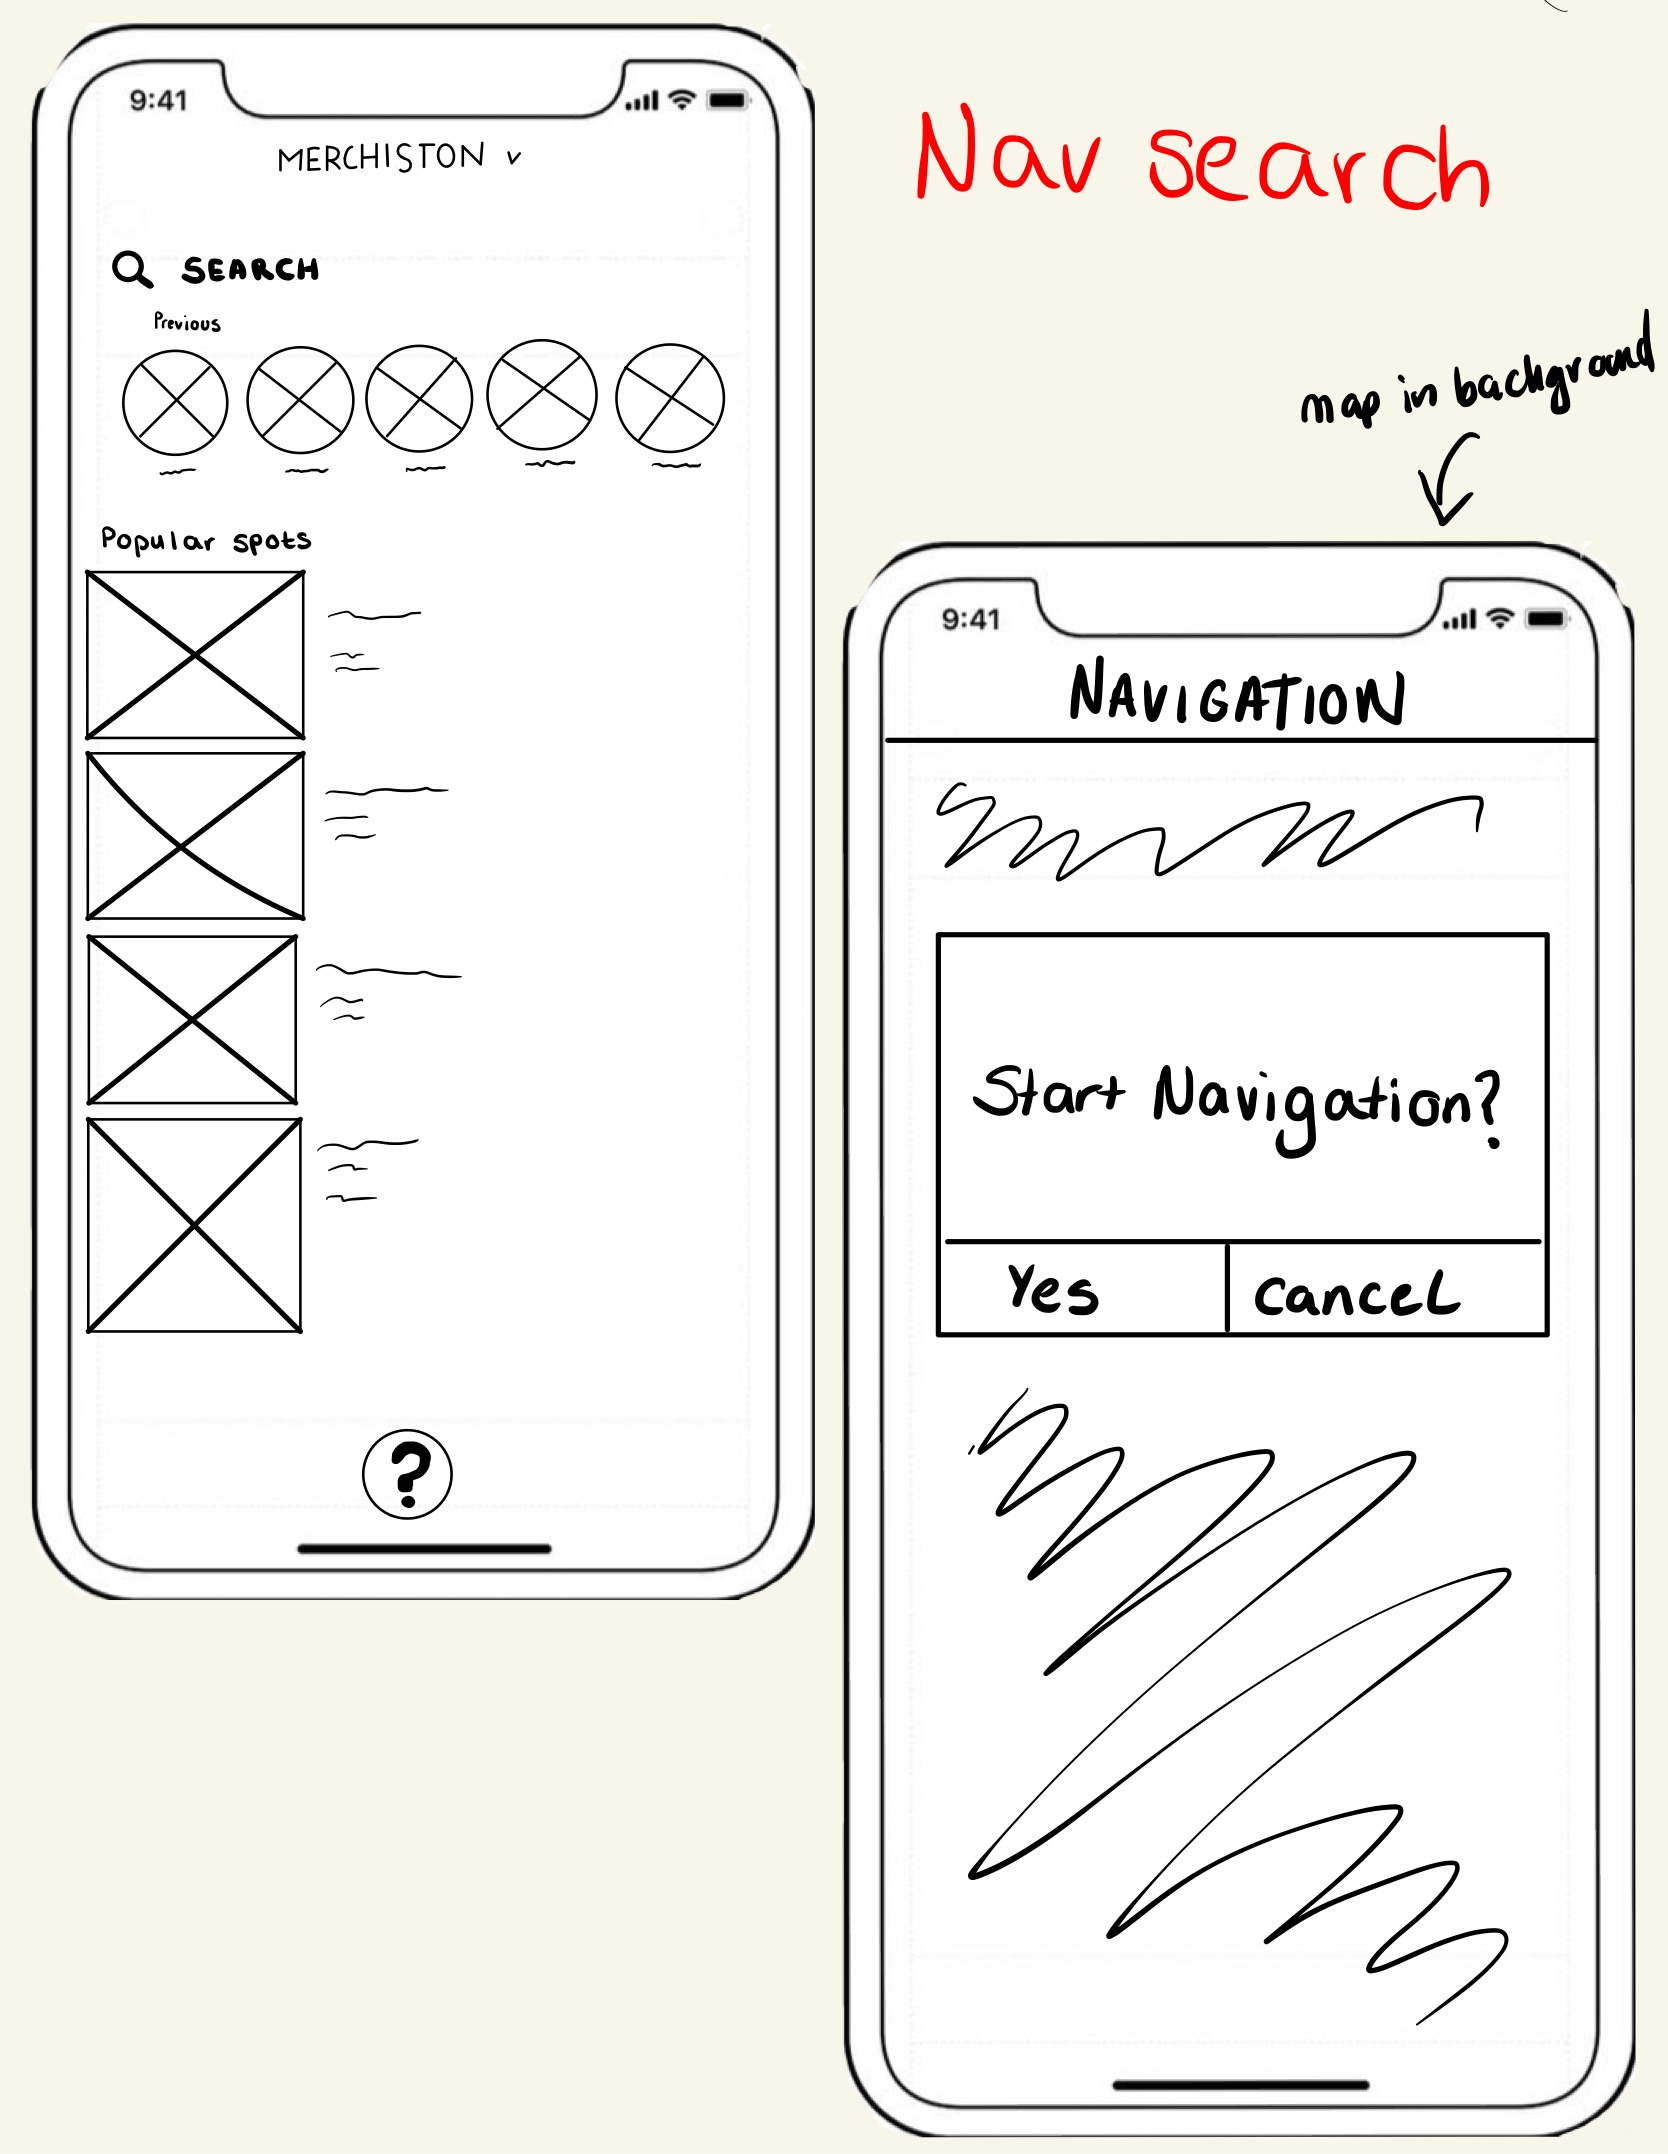 9:41
MERCHISTON v
SEARCH
Previous
Popular spots
?
Nav search
map in background
9:41
NAVIGATION
Start Navigation?
Yes
cancel